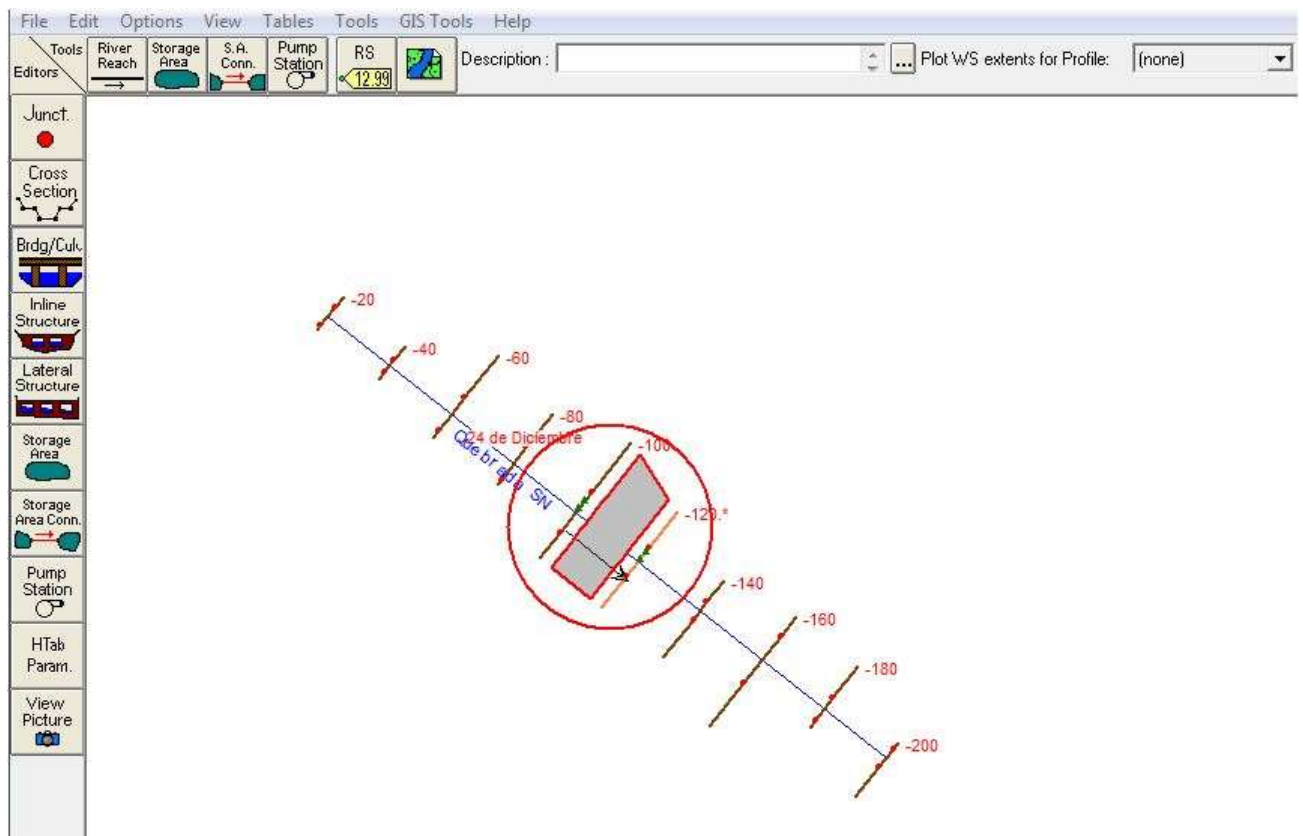 File Edit Options View Tables Tools GIS Tools Help
Tools
Editors
River
Reach
Storage
Area
S.A.
Conn.
Pump
Station
RS
12.99
Description :
...
Plot WS extents for Profile:
(none)
Junct.
Cross
Section
Brdg/Culv
Inline
Structure
Lateral
Structure
Storage
Area
Storage
Area Conn.
Pump
Station
HTab
Param.
View
Picture
-20
-40
-60
-80
24 de Diciembre
Qdebrada SN
-100
-120.*
-140
-160
-180
-200